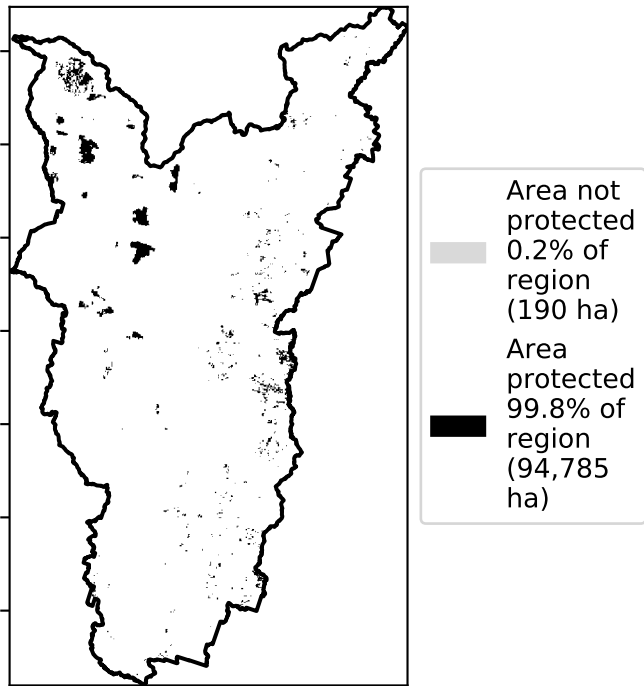 Area not
protected
0.2% of
region
(190 ha)
Area
protected
99.8% of
region
(94,785
ha)